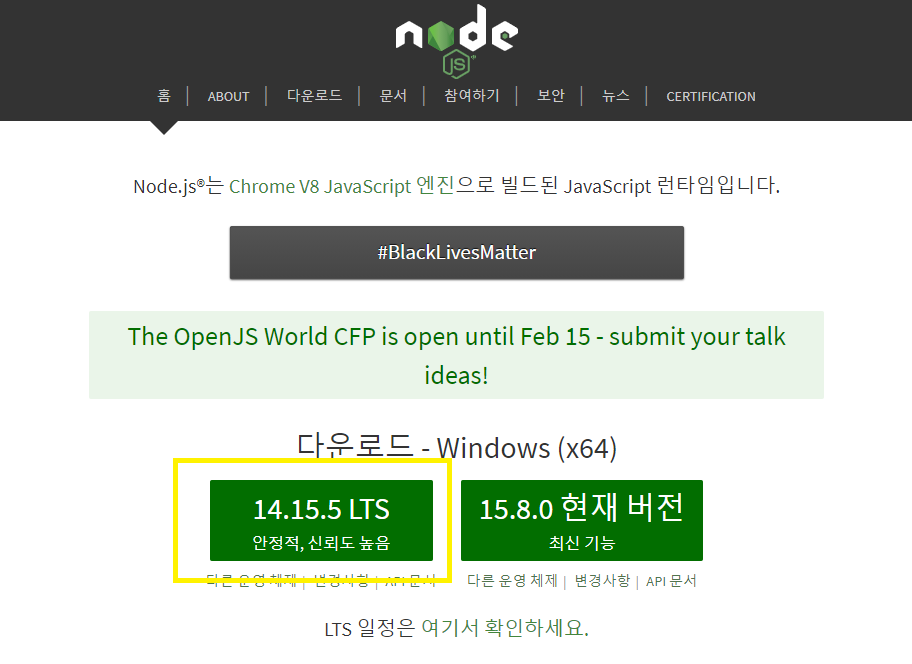 node
JS
홈 | ABOUT | 다운로드 | 문서 | 참여하기 | 보안 | 뉴스 | CERTIFICATION
Node.js®는 Chrome V8 JavaScript 엔진으로 빌드된 JavaScript 런타임입니다.
#BlackLivesMatter
The OpenJS World CFP is open until Feb 15 - submit your talk
ideas!
다운로드 - Windows (x64)
14.15.5 LTS
안정적, 신뢰도 높음
다른 운영 체제 | 변경사항 | API 문서
15.8.0 현재 버전
최신 기능
다른 운영 체제 | 변경사항 | API 문서
LTS 일정은 여기서 확인하세요.